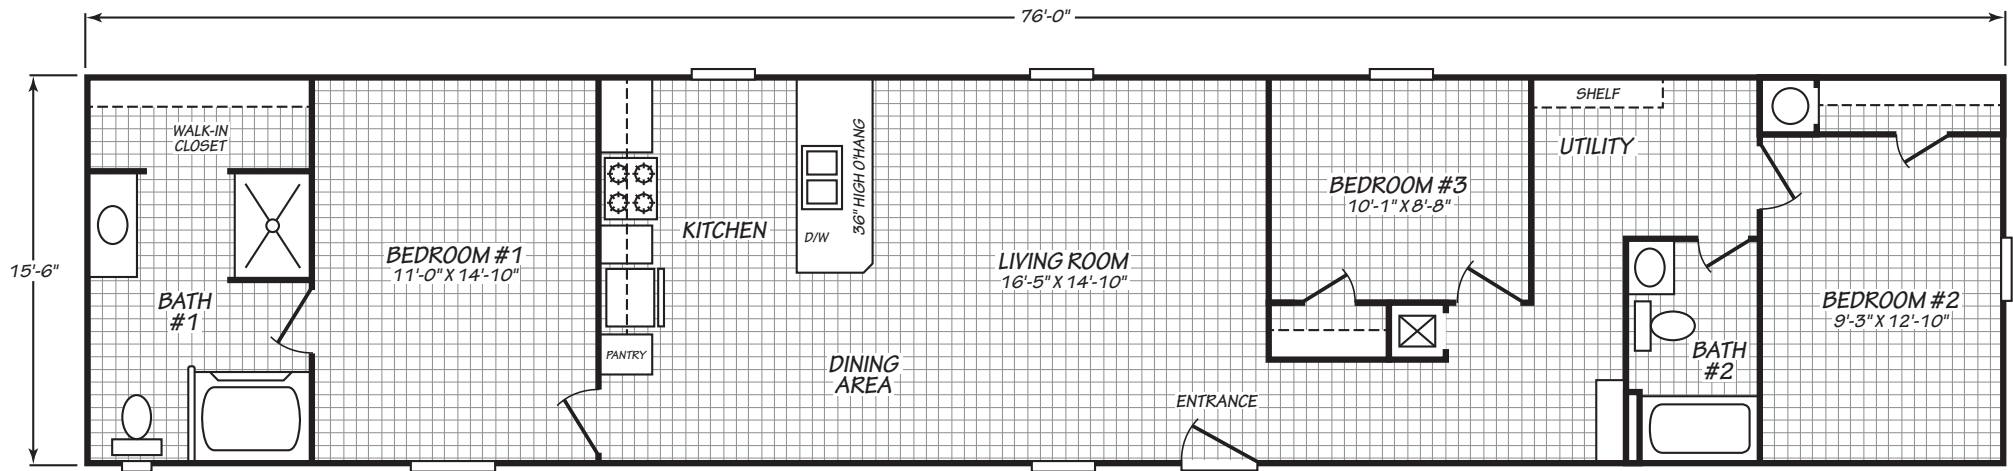 76'-0"
15'-6"
WALK-IN
CLOSET
BATH
#1
BEDROOM #1
11'-0" X 14'-10"
KITCHEN
PANTRY
D/W
36" HIGH O'HANG
DINING
AREA
LIVING ROOM
16'-5" X 14'-10"
ENTRANCE
BEDROOM #3
10'-1" X 8'-8"
SHELF
UTILITY
BATH
#2
BEDROOM #2
9'-3" X 12'-10"